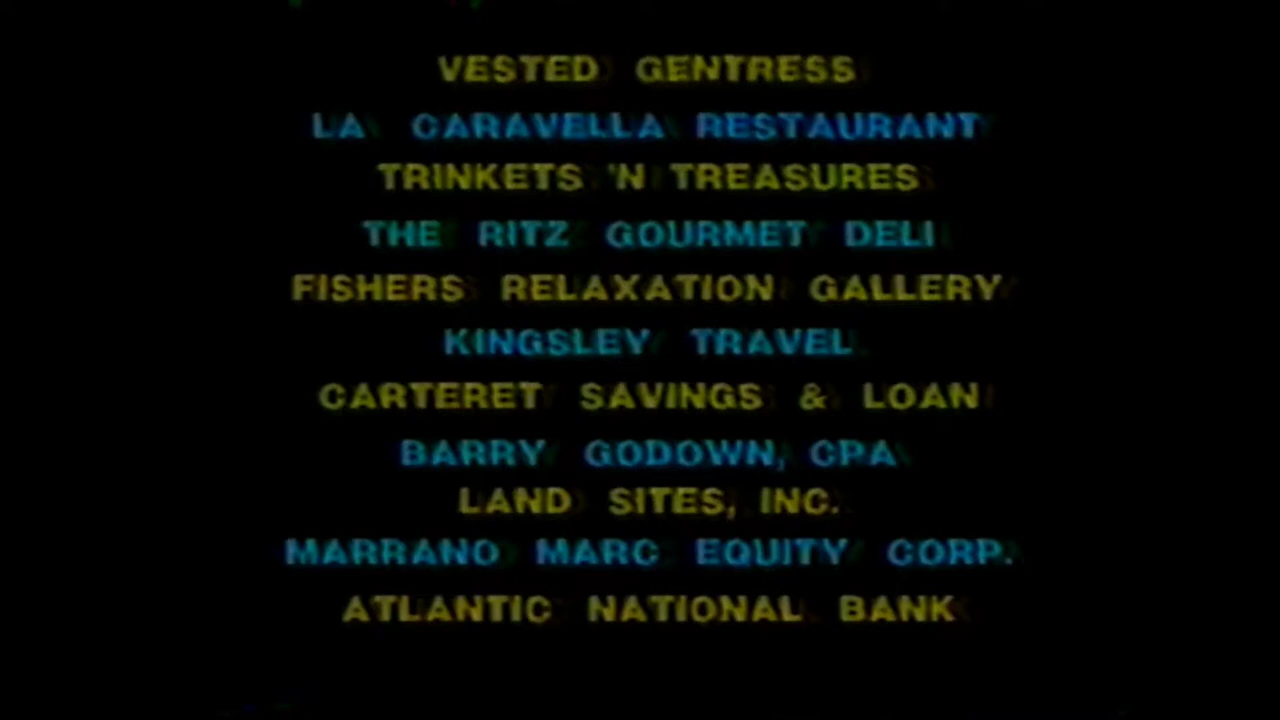 VESTED GENTRESS
LA CARAVELLA RESTAURANT
TRINKETS 'N TREASURES
THE RITZ GOURMET DELI
FISHERS RELAXATION GALLERY
KINGSLEY TRAVEL
CARTERET SAVINGS & LOAN
BARRY GODOWN, CPA
LAND SITES, INC.
MARRANO MARC EQUITY CORP.
ATLANTIC NATIONAL BANK